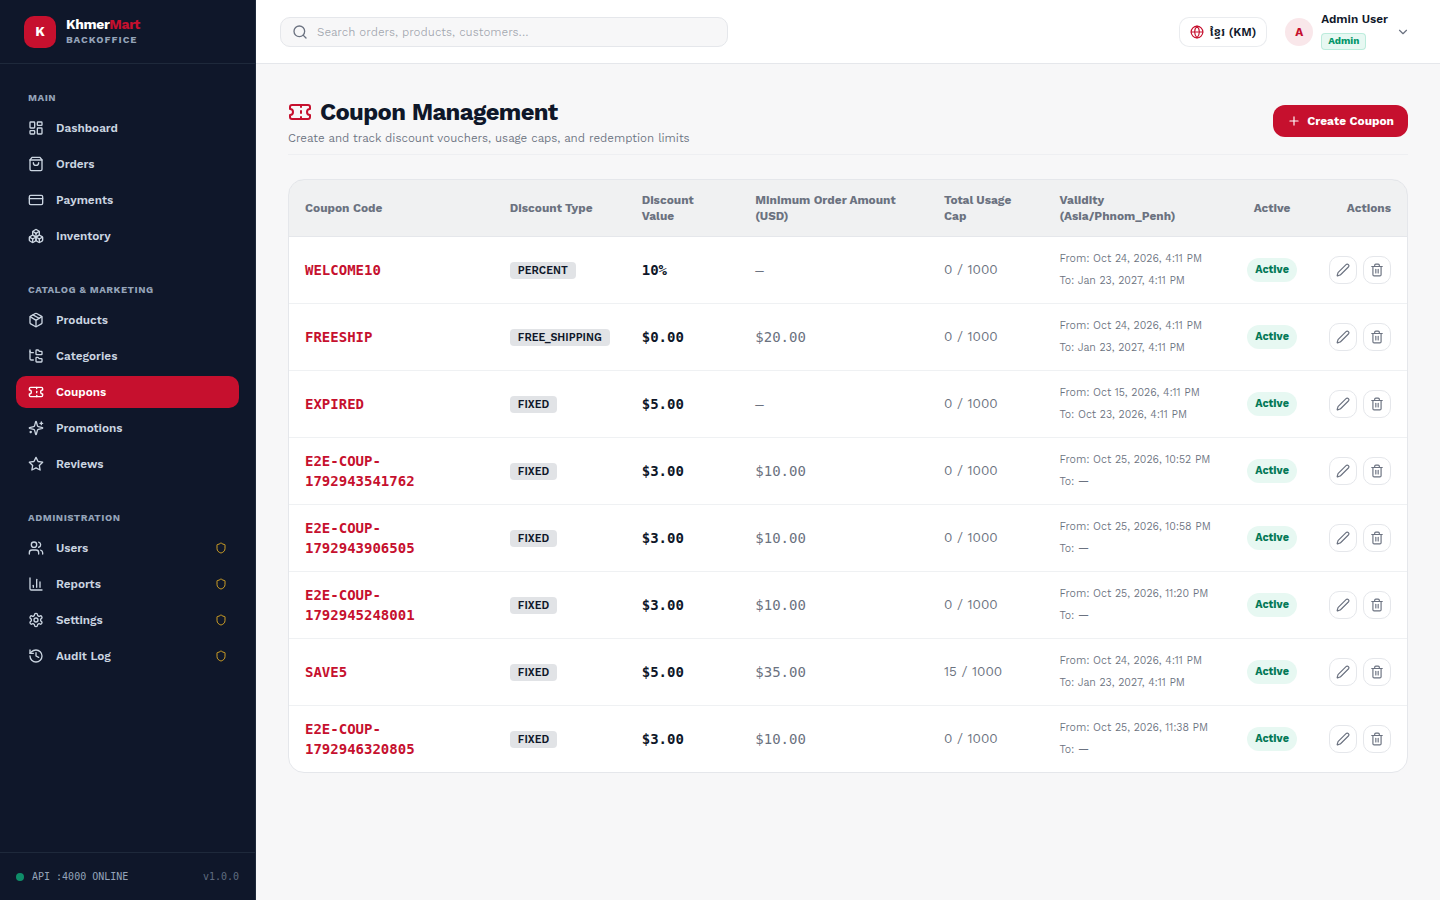 K
KhmerMart
BACKOFFICE
MAIN
Dashboard
Orders
Payments
Inventory
CATALOG & MARKETING
Products
Categories
Coupons
Promotions
Reviews
ADMINISTRATION
Users
Reports
Settings
Audit Log
API :4000 ONLINE v1.0.0
Search orders, products, customers...
ខ្មែរ (KM)
A
Admin User
Admin
Coupon Management
Create and track discount vouchers, usage caps, and redemption limits
Create Coupon
Coupon Code
Discount Type
Discount
Value
Minimum Order Amount
(USD)
Total Usage
Cap
Validity
(Asia/Phnom_Penh)
Active
Actions
WELCOME10 PERCENT 10% — 0 / 1000
From: Oct 24, 2026, 4:11 PM
To: Jan 23, 2027, 4:11 PM
Active
FREESHIP FREE_SHIPPING $0.00 $20.00 0 / 1000
From: Oct 24, 2026, 4:11 PM
To: Jan 23, 2027, 4:11 PM
Active
EXPIRED FIXED $5.00 — 0 / 1000
From: Oct 15, 2026, 4:11 PM
To: Oct 23, 2026, 4:11 PM
Active
E2E-COUP-
1792943541762
FIXED $3.00 $10.00 0 / 1000
From: Oct 25, 2026, 10:52 PM
To: —
Active
E2E-COUP-
1792943906505
FIXED $3.00 $10.00 0 / 1000
From: Oct 25, 2026, 10:58 PM
To: —
Active
E2E-COUP-
1792945248001
FIXED $3.00 $10.00 0 / 1000
From: Oct 25, 2026, 11:20 PM
To: —
Active
SAVE5 FIXED $5.00 $35.00 15 / 1000
From: Oct 24, 2026, 4:11 PM
To: Jan 23, 2027, 4:11 PM
Active
E2E-COUP-
1792946320805
FIXED $3.00 $10.00 0 / 1000
From: Oct 25, 2026, 11:38 PM
To: —
Active